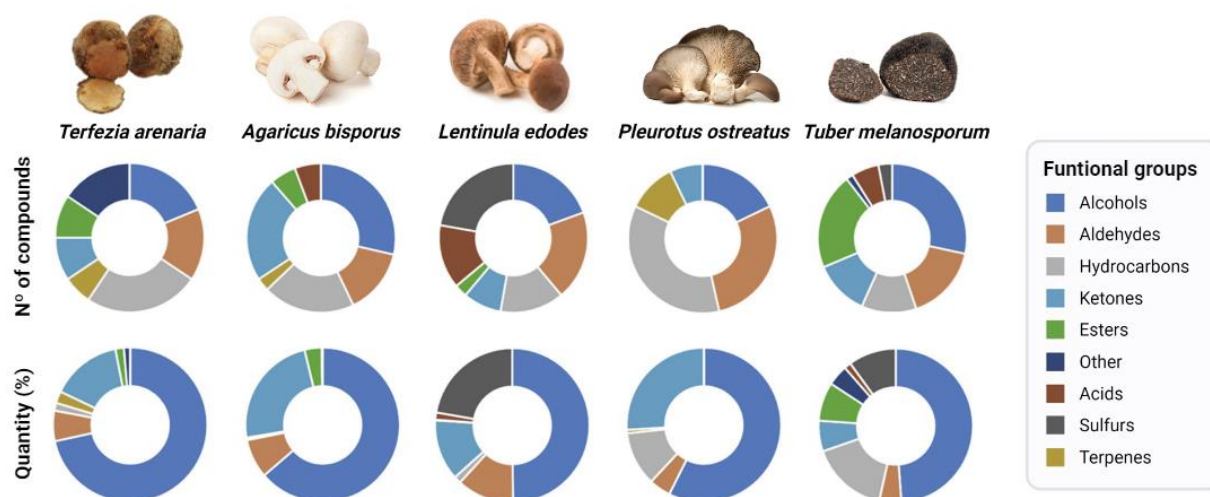 Terfezia arenaria
Agaricus bisporus
Lentinula edodes
Pleurotus ostreatus
Tuber melanosporum
Nº of compounds
Quantity (%)
Funtional groups
Alcohols
Aldehydes
Hydrocarbons
Ketones
Esters
Other
Acids
Sulfurs
Terpenes